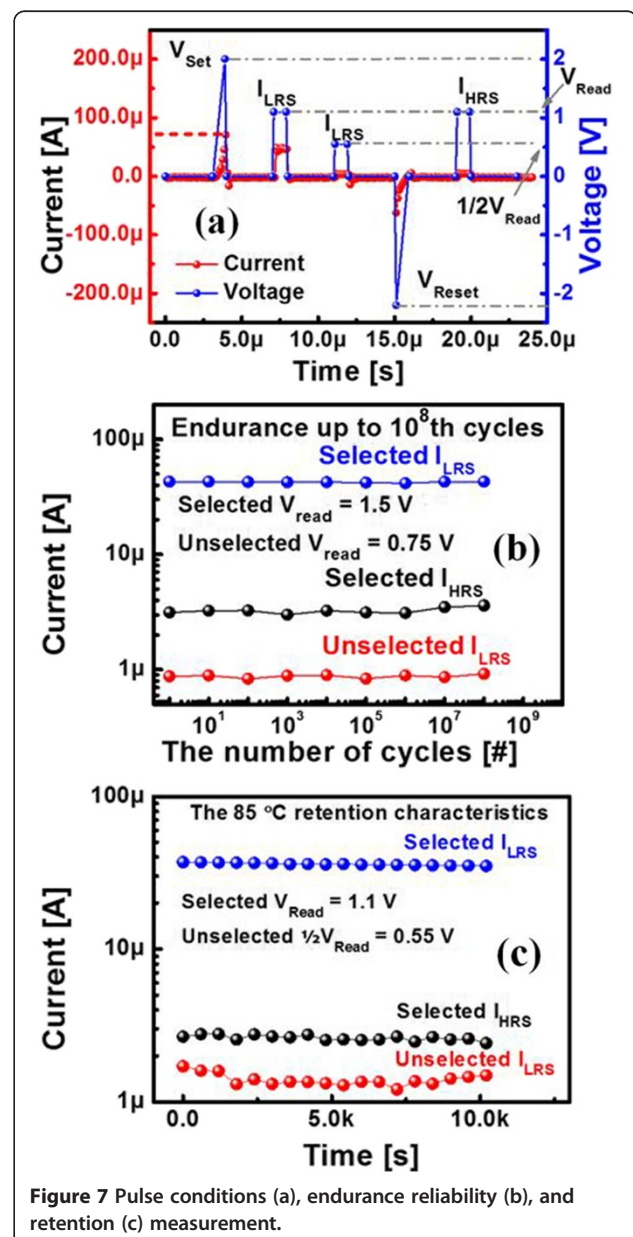 200.0µ
100.0µ
0.0
-100.0µ
-200.0µ
Current [A]
V_Set
I_LRS
I_LRS
I_HRS
V_Read
1/2V_Read
V_Reset
(a)
Current
Voltage
2
1
0
-1
-2
Voltage [V]
0.0 5.0µ 10.0µ 15.0µ 20.0µ 25.0µ
Time [s]
Endurance up to 10^8th cycles
Selected I_LRS
Selected V_read = 1.5 V
Unselected V_read = 0.75 V
(b)
Selected I_HRS
Unselected I_LRS
100µ
10µ
1µ
Current [A]
10^1 10^3 10^5 10^7 10^9
The number of cycles [#]
The 85 °C retention characteristics
Selected I_LRS
Selected V_Read = 1.1 V
Unselected ½V_Read = 0.55 V
(c)
Selected I_HRS
Unselected I_LRS
100µ
10µ
1µ
Current [A]
0.0 5.0k 10.0k
Time [s]
Figure 7 Pulse conditions (a), endurance reliability (b), and
retention (c) measurement.